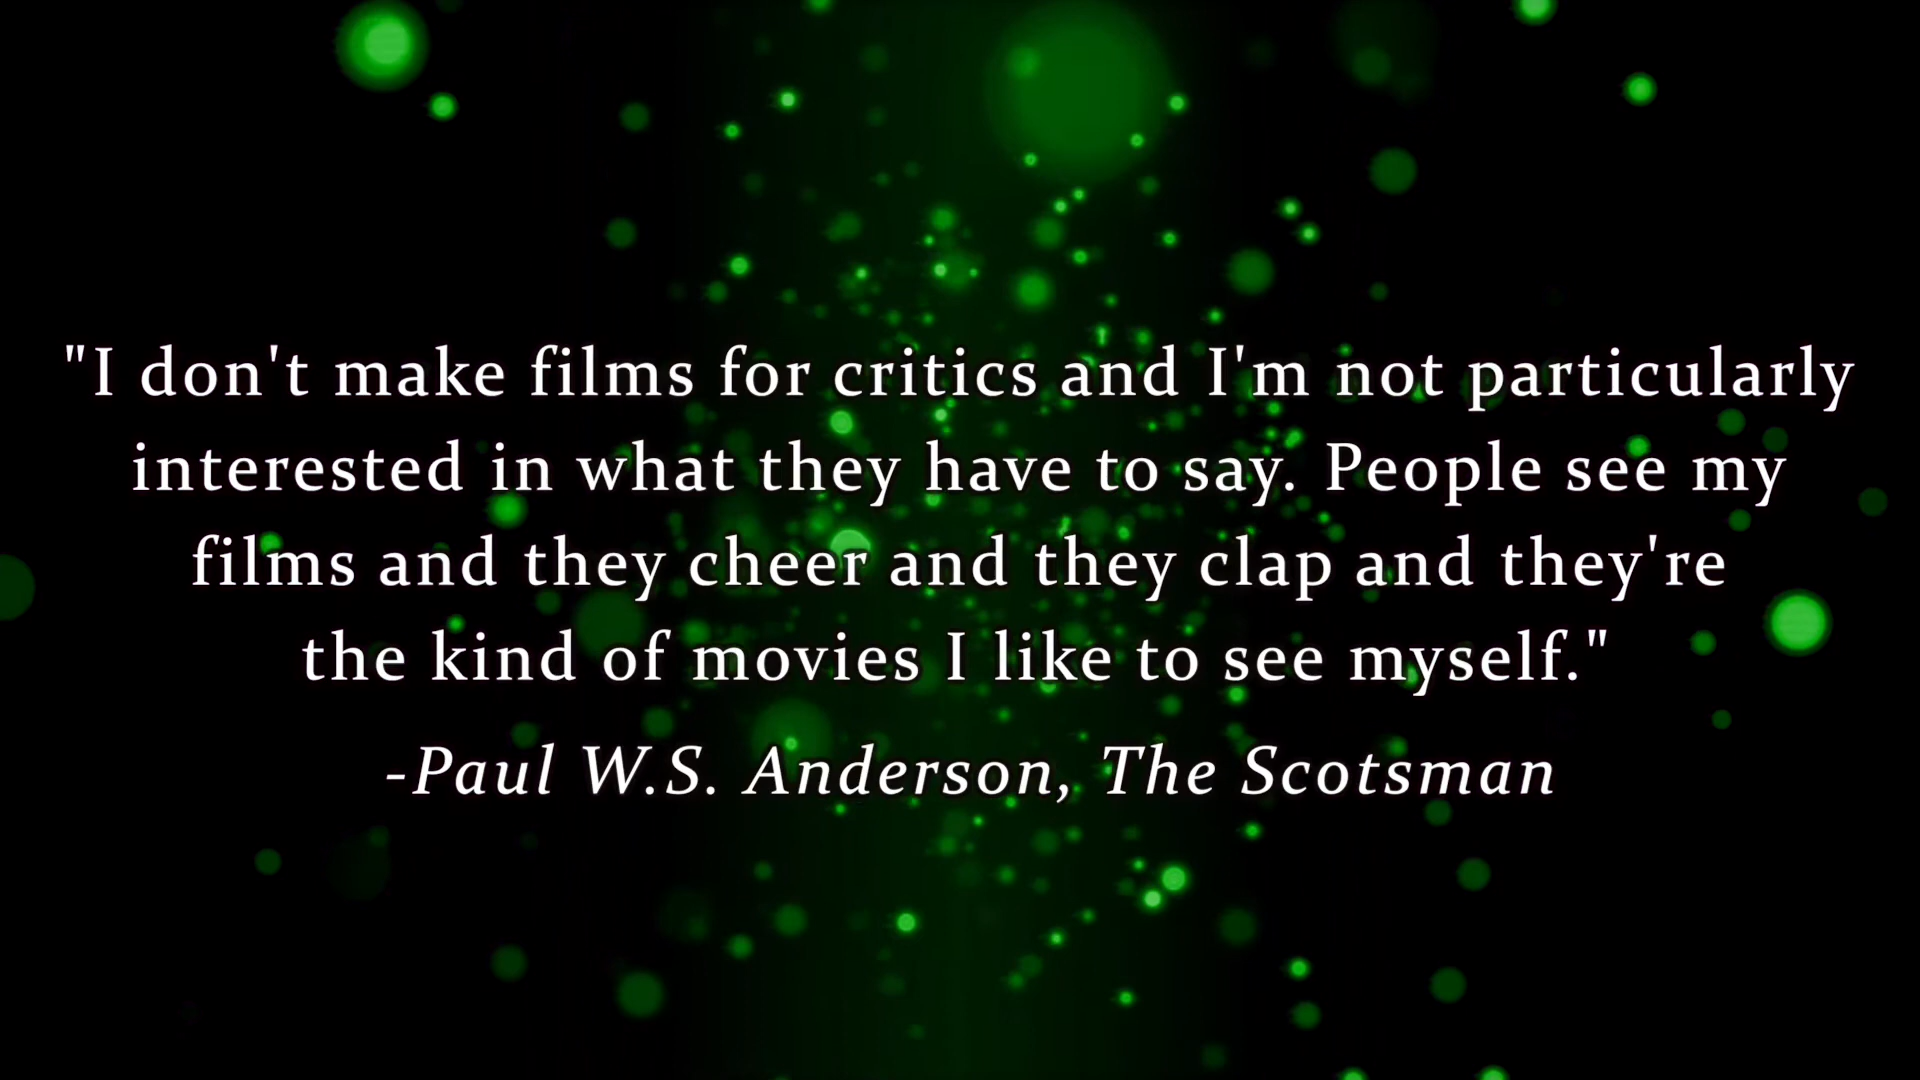 "I don't make films for critics and I'm not particularly
interested in what they have to say. People see my
films and they cheer and they clap and they're
the kind of movies I like to see myself."
-Paul W.S. Anderson, The Scotsman